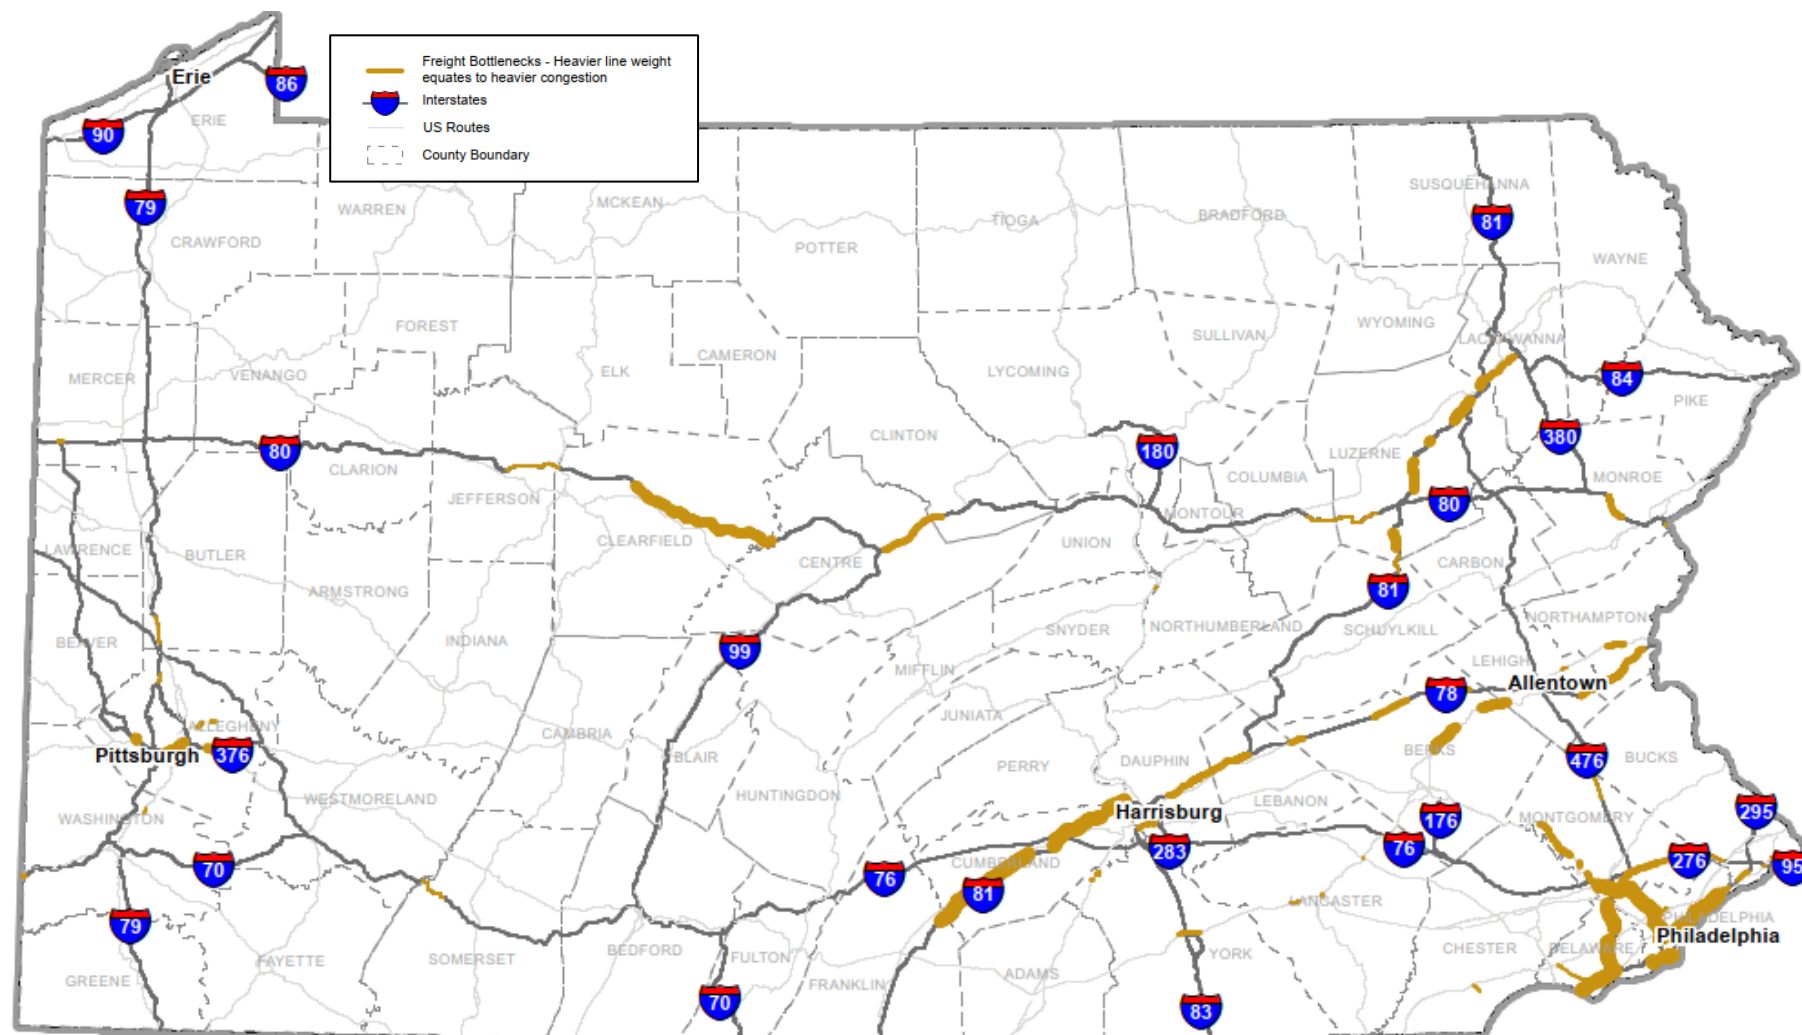 Freight Bottlenecks - Heavier line weight
equates to heavier congestion
Interstates
US Routes
County Boundary
Erie
86
90
ERIE
79
WARREN
MCKEAN
TIOGA
BRADFORD
SUSQUEHANNA
81
CRAWFORD
POTTER
WAYNE
FOREST
CAMERON
SULLIVAN
WYOMING
LACKAWANNA
MERCER
VENANGO
ELK
LYCOMING
84
PIKE
80
CLARION
CLINTON
180
LUZERNE
380
COLUMBIA
MONROE
JEFFERSON
80
MONTOUR
LAWRENCE
BUTLER
CLEARFIELD
CENTRE
UNION
CARBON
ARMSTRONG
81
NORTHAMPTON
BEAVER
INDIANA
99
SNYDER
NORTHUMBERLAND
SCHUYLKILL
MIFFLIN
LEHIGH
Allentown
78
JUNIATA
ALLEGHENY
CAMBRIA
Pittsburgh
376
BLAIR
PERRY
DAUPHIN
BERKS
476
BUCKS
WESTMORELAND
HUNTINGDON
Harrisburg
LEBANON
295
WASHINGTON
176
MONTGOMERY
70
76
CUMBERLAND
283
76
276
95
81
LANCASTER
79
PHILADELPHIA
Philadelphia
BEDFORD
FULTON
YORK
CHESTER
DELAWARE
GREENE
FAYETTE
SOMERSET
FRANKLIN
ADAMS
70
83